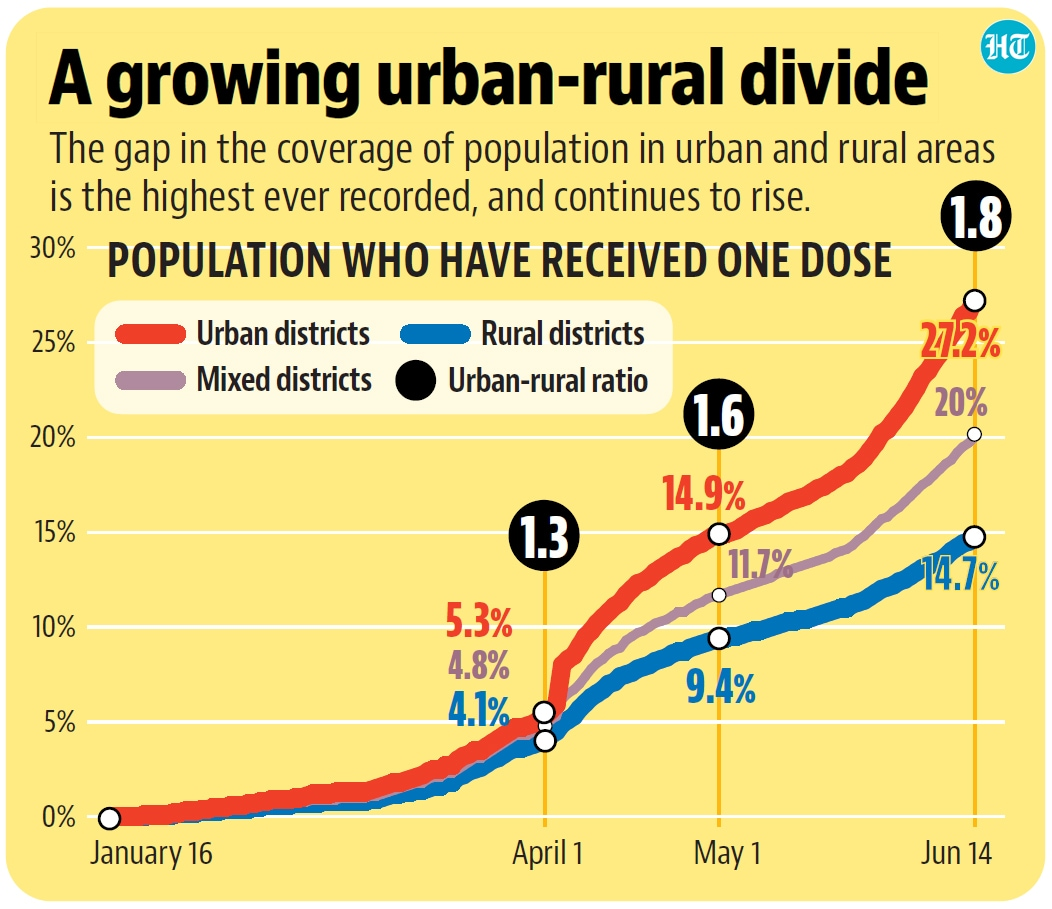 HT
A growing urban-rural divide
The gap in the coverage of population in urban and rural areas
is the highest ever recorded, and continues to rise.
POPULATION WHO HAVE RECEIVED ONE DOSE
Urban districts
Rural districts
Mixed districts
Urban-rural ratio
30%
25%
20%
15%
10%
5%
0%
1.3
5.3%
4.8%
4.1%
1.6
14.9%
11.7%
9.4%
1.8
27.2%
20%
14.7%
January 16
April 1
May 1
Jun 14